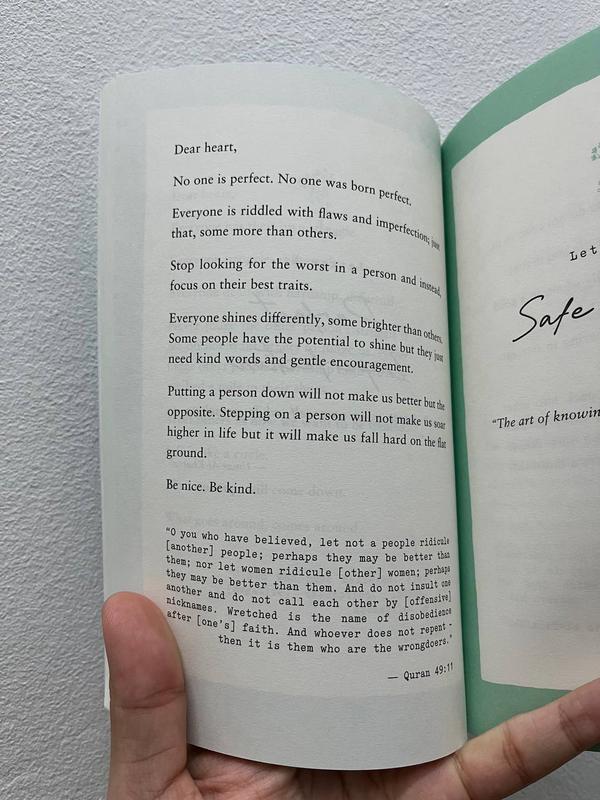 Dear heart,
No one is perfect. No one was born perfect.
Everyone is riddled with flaws and imperfection; just
that, some more than others.
Stop looking for the worst in a person and instead,
focus on their best traits.
Everyone shines differently, some brighter than others.
Some people have the potential to shine but they just
need kind words and gentle encouragement.
Putting a person down will not make us better but the
opposite. Stepping on a person will not make us soar
higher in life but it will make us fall hard on the flat
ground.
Be nice. Be kind.
"O you who have believed, let not a people ridicule
[another] people; perhaps they may be better than
them; nor let women ridicule [other] women; perhaps
they may be better than them. And do not insult one
another and do not call each other by [offensive]
nicknames. Wretched is the name of disobedience
after [one's] faith. And whoever does not repent -
then it is them who are the wrongdoers."
— Quran 49:11
Let
Safe
"The art of knowin